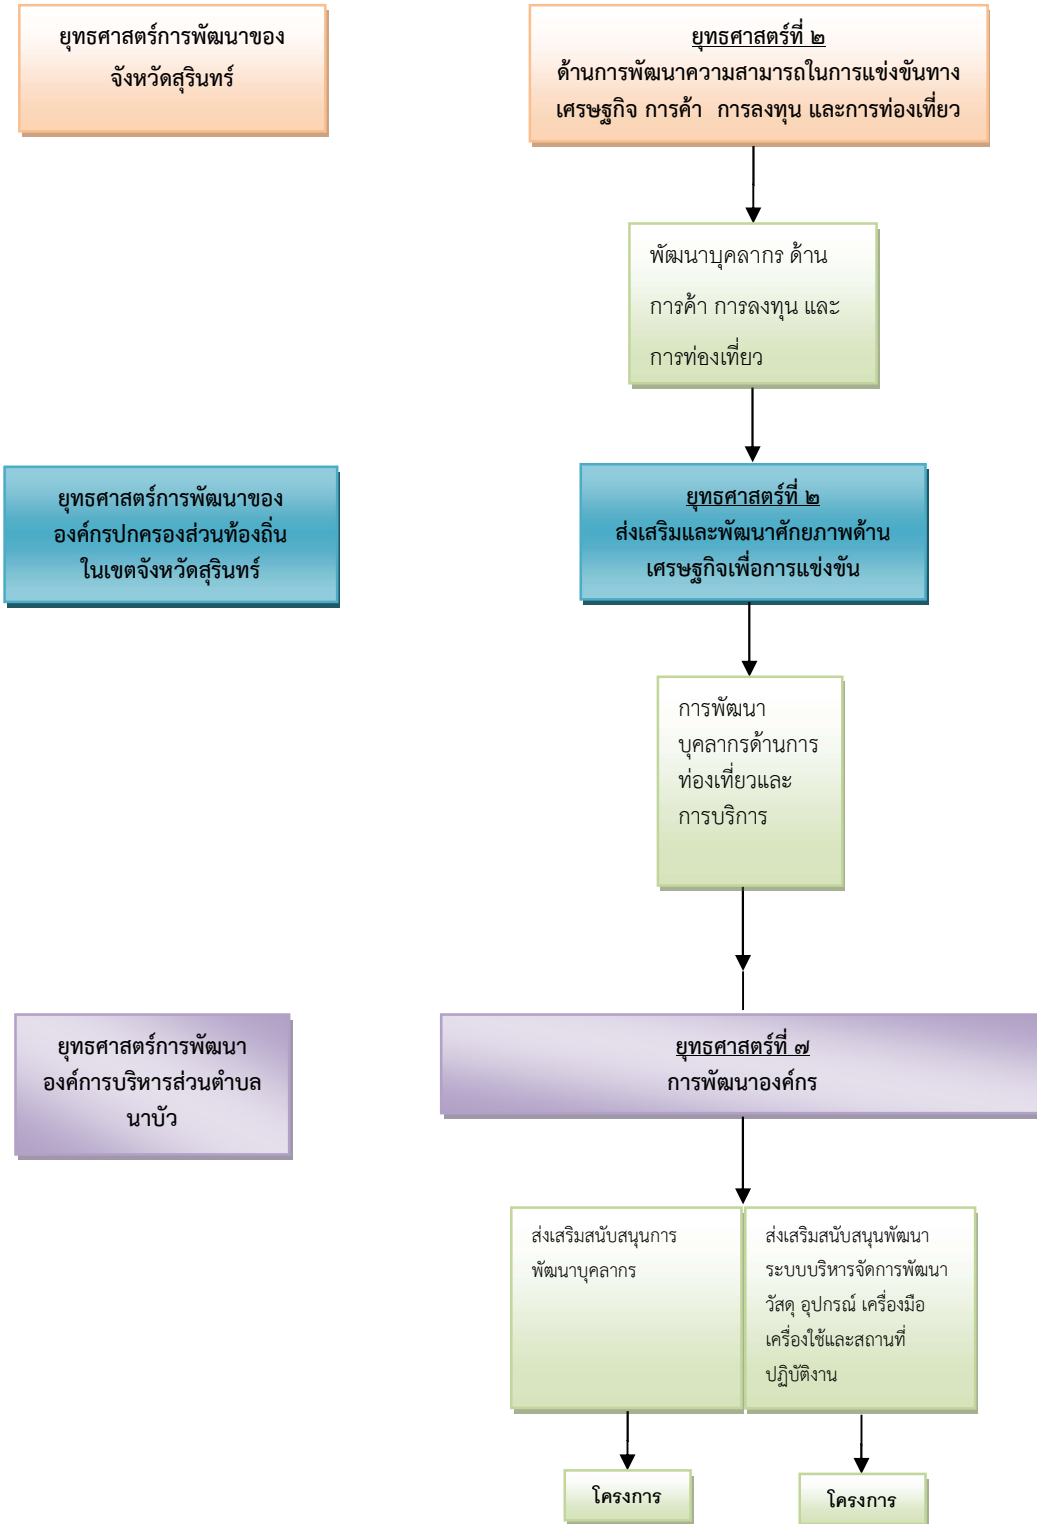 ยุทธศาสตร์การพัฒนาของ
จังหวัดสุรินทร์
ยุทธศาสตร์ที่ ๒
ด้านการพัฒนาความสามารถในการแข่งขันทาง
เศรษฐกิจ การค้า การลงทุน และการท่องเที่ยว
พัฒนาบุคลากร ด้าน
การค้า การลงทุน และ
การท่องเที่ยว
ยุทธศาสตร์การพัฒนาของ
องค์กรปกครองส่วนท้องถิ่น
ในเขตจังหวัดสุรินทร์
ยุทธศาสตร์ที่ ๒
ส่งเสริมและพัฒนาศักยภาพด้าน
เศรษฐกิจเพื่อการแข่งขัน
การพัฒนา
บุคลากรด้านการ
ท่องเที่ยวและ
การบริการ
ยุทธศาสตร์การพัฒนา
องค์การบริหารส่วนตำบล
นาบัว
ยุทธศาสตร์ที่ ๗
การพัฒนาองค์กร
ส่งเสริมสนับสนุนการ
พัฒนาบุคลากร
ส่งเสริมสนับสนุนพัฒนา
ระบบบริหารจัดการพัฒนา
วัสดุ อุปกรณ์ เครื่องมือ
เครื่องใช้และสถานที่
ปฏิบัติงาน
โครงการ
โครงการ